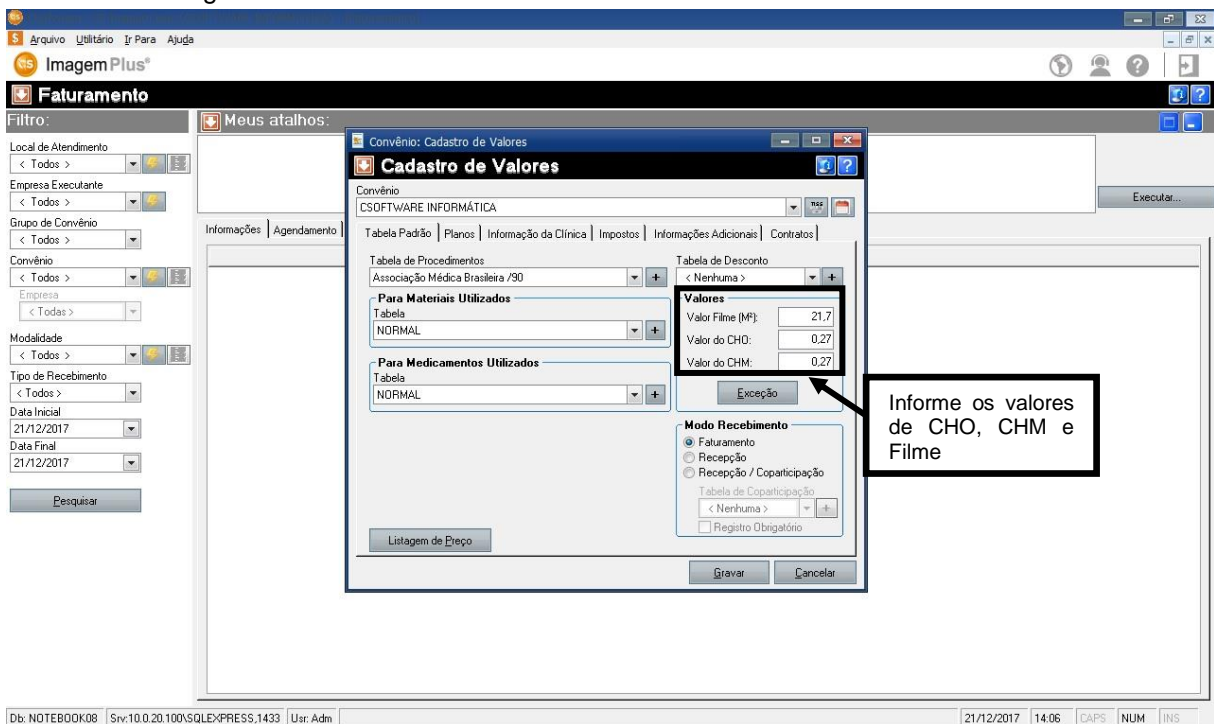 Arquivo Utilitário Ir Para Ajuda
ImagemPlus®
Faturamento
Filtro:
Meus atalhos:
Local de Atendimento
< Todos >
Empresa Executante
< Todos >
Grupo de Convênio
< Todos >
Convênio
< Todos >
Empresa
< Todas >
Modalidade
< Todos >
Tipo de Recebimento
< Todos >
Data Inicial
21/12/2017
Data Final
21/12/2017
Pesquisar
Executar...
Informações Agendamento
Convênio: Cadastro de Valores
Cadastro de Valores
Convênio
CSOFTWARE INFORMÁTICA
Tabela Padrão Planos Informação da Clínica Impostos Informações Adicionais Contratos
Tabela de Procedimentos
Associação Médica Brasileira /90
Tabela de Desconto
< Nenhuma >
Para Materiais Utilizados
Tabela
NORMAL
Para Medicamentos Utilizados
Tabela
NORMAL
Valores
Valor Filme (M²): 21,7
Valor do CHO: 0,27
Valor do CHM: 0,27
Exceção
Modo Recebimento
Faturamento
Recepção
Recepção / Coparticipação
Tabela de Coparticipação
< Nenhuma >
Registro Obrigatório
Listagem de Preço
Gravar Cancelar
Informe os valores
de CHO, CHM e
Filme
Db: NOTEBOOK08 Srv:10.0.20.100\SQLEXPRESS,1433 Usr: Adm 21/12/2017 14:06 CAPS NUM INS